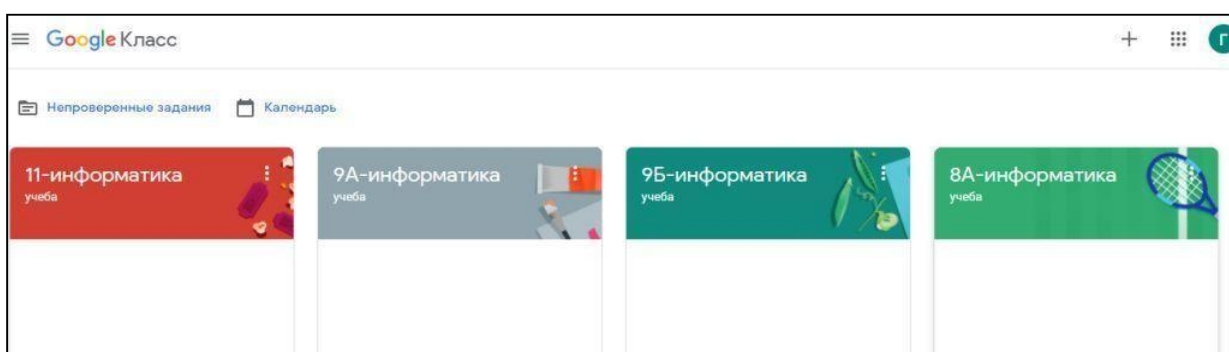 Google Класс
Г
Непроверенные задания
Календарь
11-информатика
учеба
9А-информатика
учеба
9Б-информатика
учеба
8А-информатика
учеба